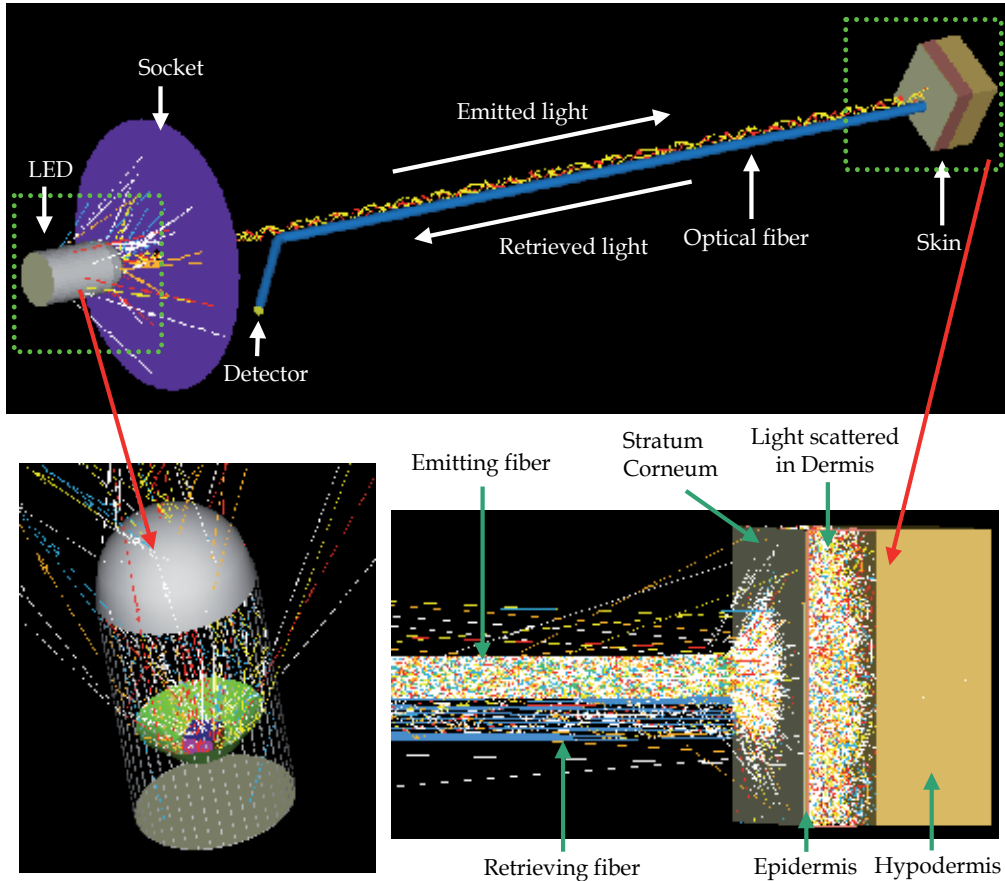 Socket
Emitted light
LED
Retrieved light
Optical fiber
Skin
Detector
Emitting fiber
Stratum
Corneum
Light scattered
in Dermis
Retrieving fiber
Epidermis
Hypodermis